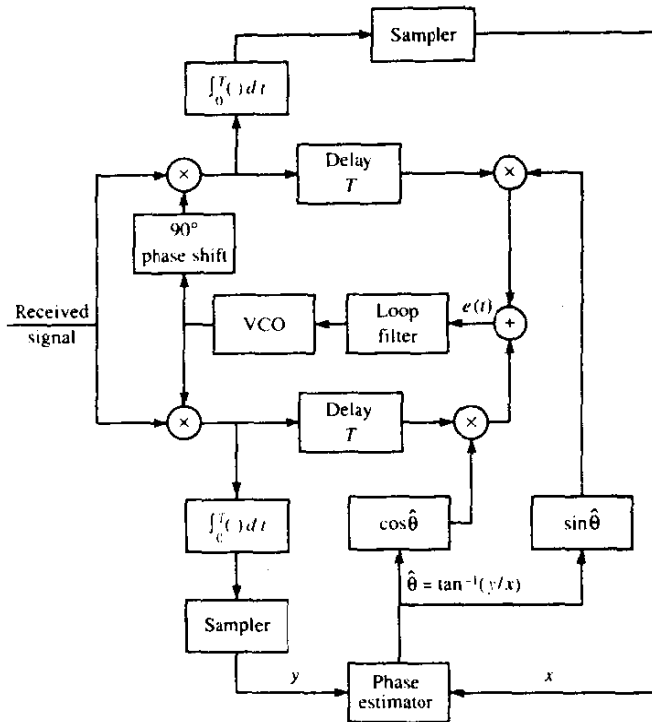 Sampler
∫₀ᵀ( ) dt
×
Delay
T
×
90°
phase shift
Received
signal
VCO
Loop
filter
e(t)
+
×
Delay
T
×
∫₀ᵀ( ) dt
cos θ̂
sin θ̂
θ̂ = tan⁻¹(y/x)
Sampler
y
Phase
estimator
x